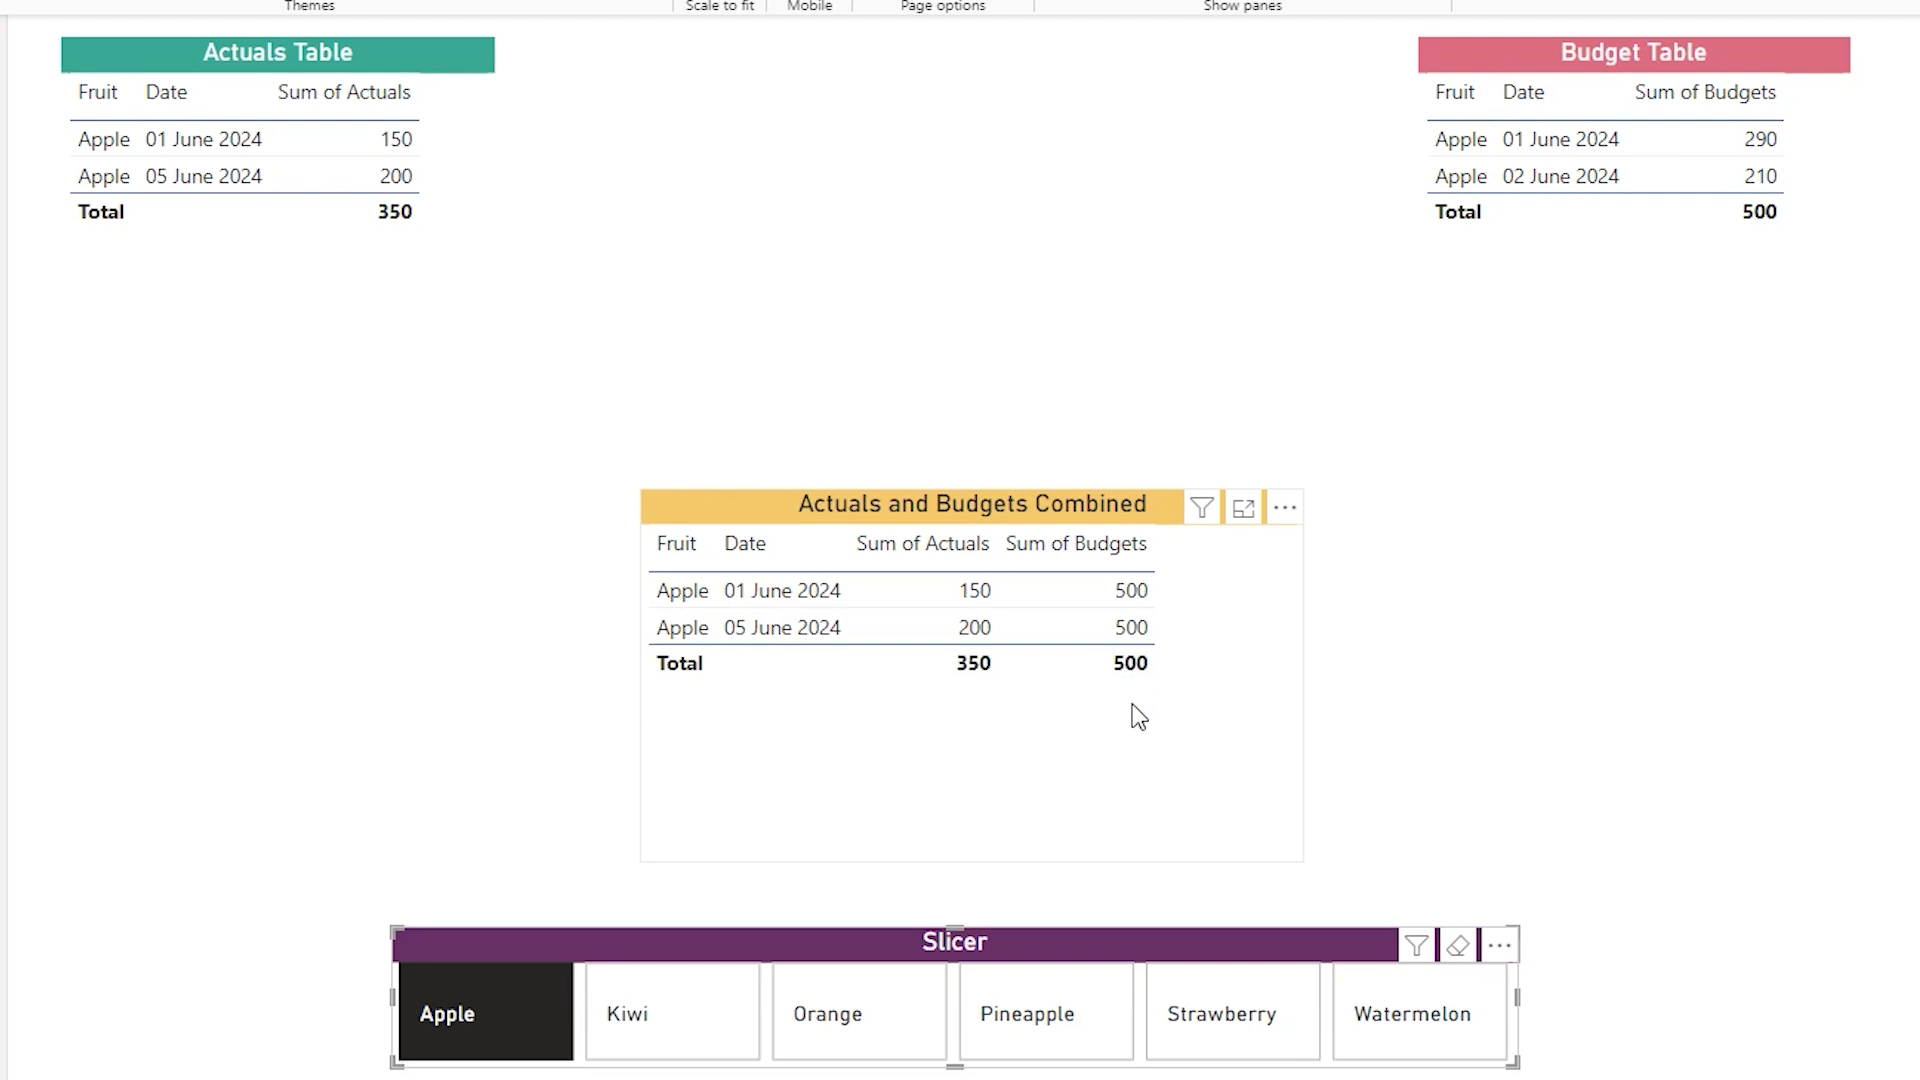 Themes Scale to fit Mobile Page options Show panes
Actuals Table
Fruit Date Sum of Actuals
Apple 01 June 2024 150
Apple 05 June 2024 200
Total 350
Budget Table
Fruit Date Sum of Budgets
Apple 01 June 2024 290
Apple 02 June 2024 210
Total 500
Actuals and Budgets Combined
Fruit Date Sum of Actuals Sum of Budgets
Apple 01 June 2024 150 500
Apple 05 June 2024 200 500
Total 350 500
Slicer
Apple Kiwi Orange Pineapple Strawberry Watermelon